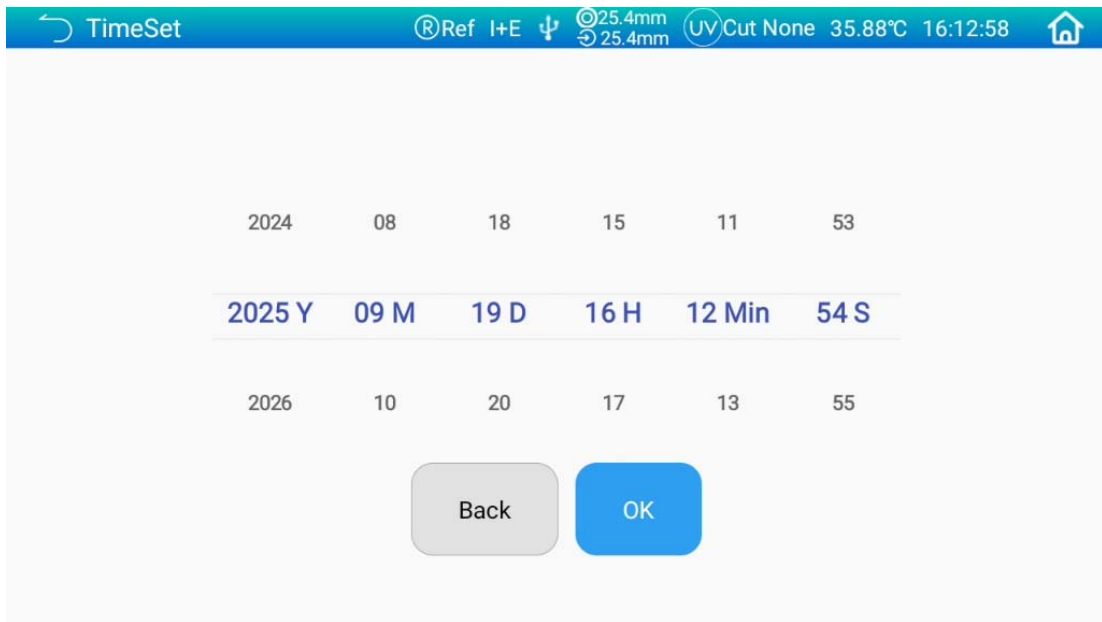 TimeSet ®Ref I+E 25.4mm UV Cut None 35.88℃ 16:12:58
25.4mm
2024 08 18 15 11 53
2025 Y 09 M 19 D 16 H 12 Min 54 S
2026 10 20 17 13 55
Back OK